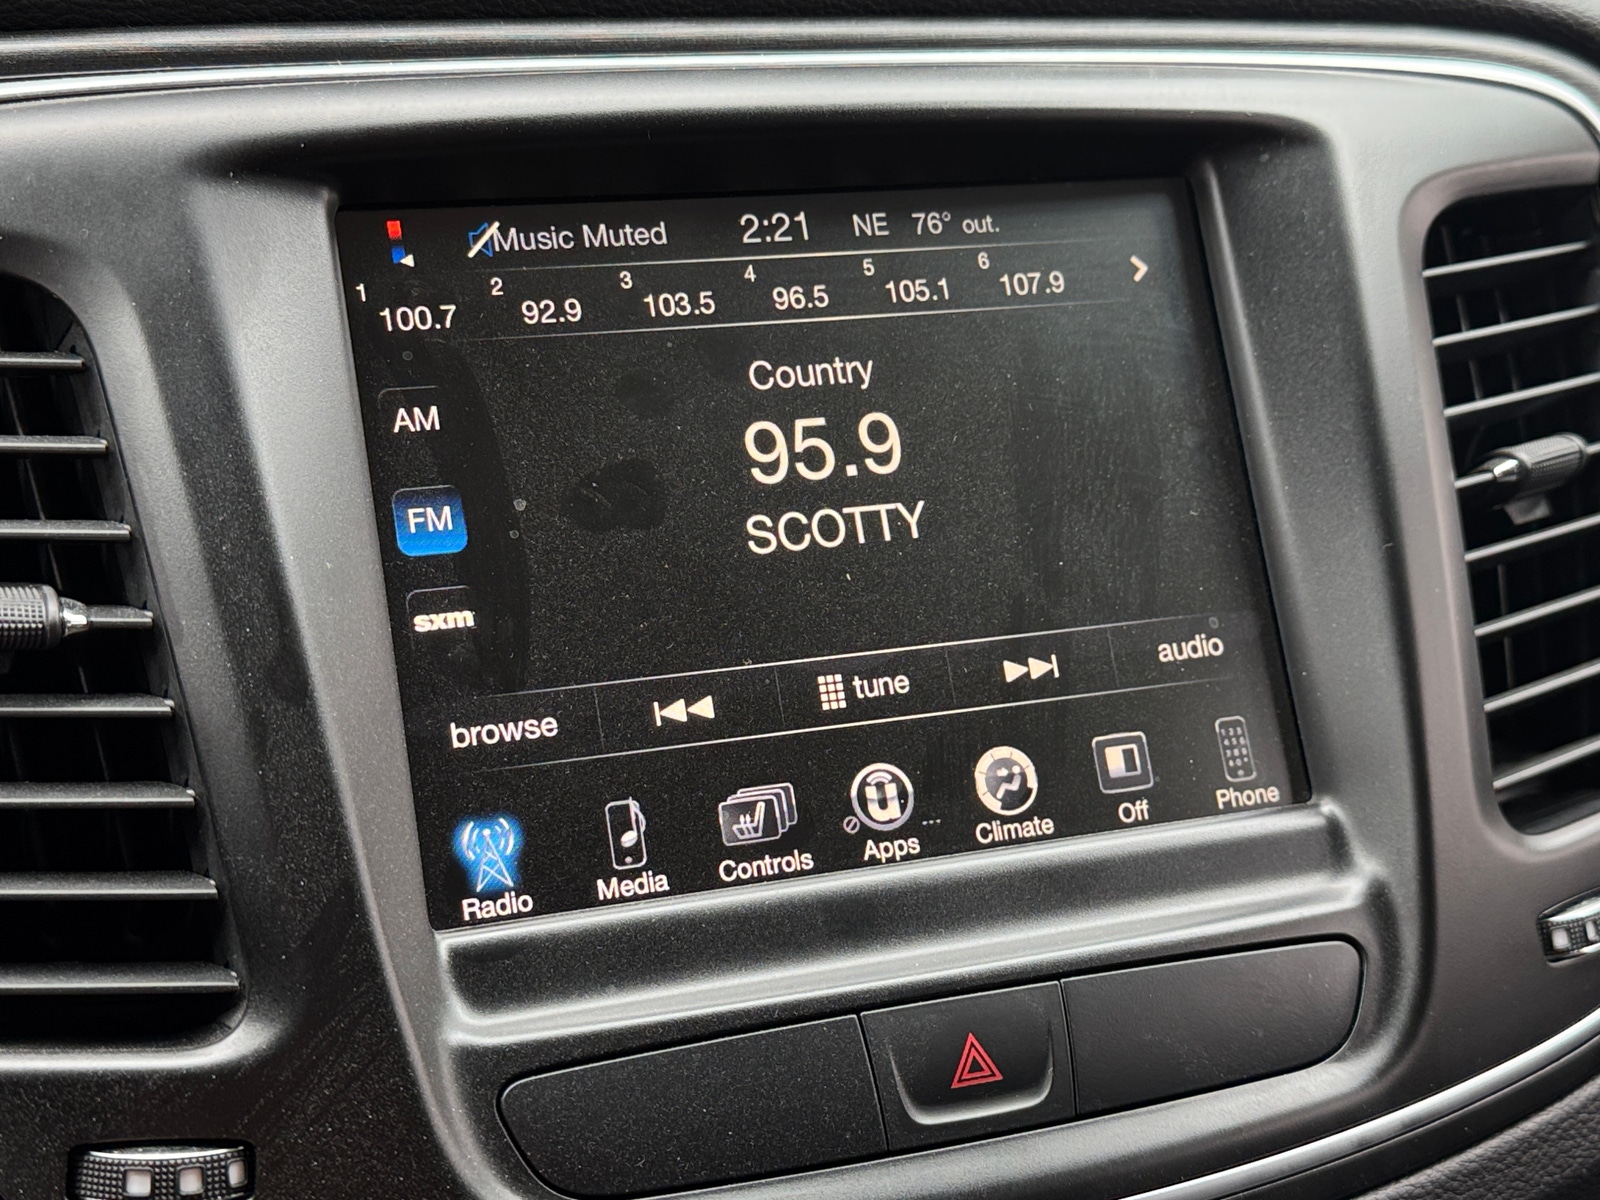 Music Muted 2:21 NE 76° out.
1 100.7 2 92.9 3 103.5 4 96.5 5 105.1 6 107.9
Country
AM
95.9
FM
SCOTTY
sxm
browse tune audio
Radio Media Controls Apps Climate Off Phone